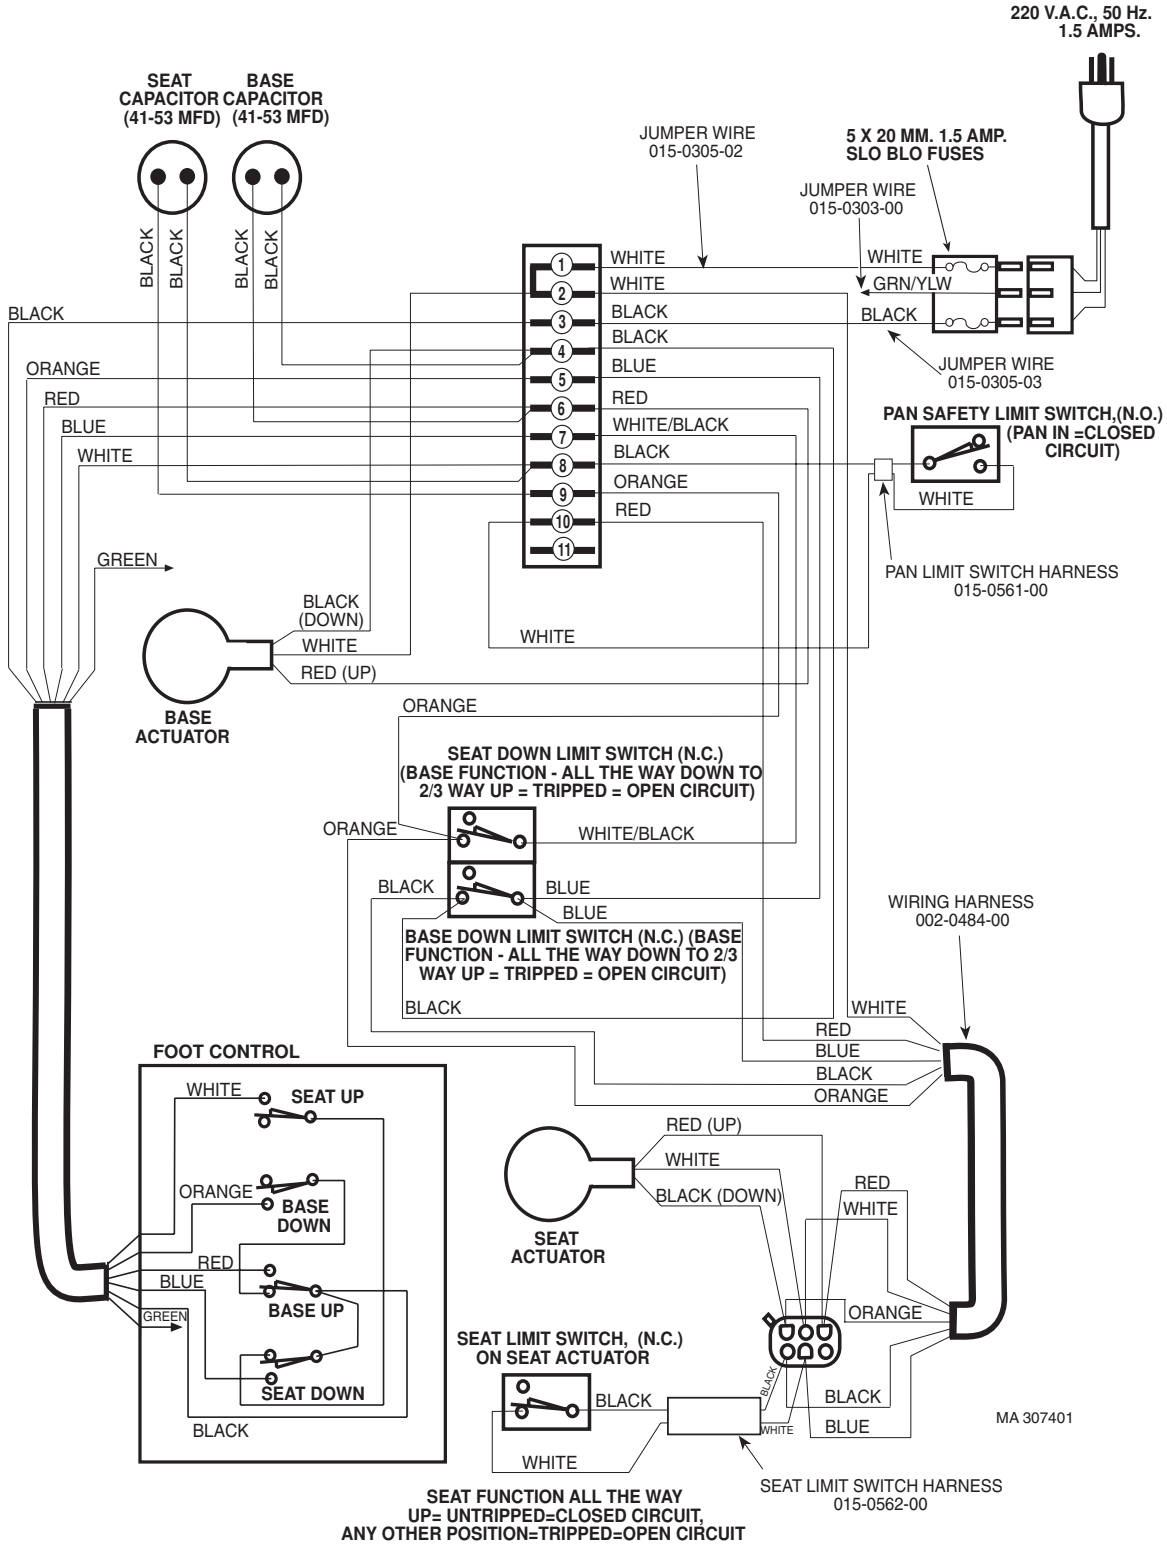 220 V.A.C., 50 Hz.
1.5 AMPS.
SEAT
CAPACITOR
(41-53 MFD)
BASE
CAPACITOR
(41-53 MFD)
JUMPER WIRE
015-0305-02
5 X 20 MM. 1.5 AMP.
SLO BLO FUSES
JUMPER WIRE
015-0303-00
BLACK
BLACK
BLACK
BLACK
1
2
3
4
5
6
7
8
9
10
11
WHITE
WHITE
BLACK
BLACK
BLUE
RED
WHITE/BLACK
BLACK
ORANGE
RED
WHITE
GRN/YLW
BLACK
JUMPER WIRE
015-0305-03
BLACK
ORANGE
RED
BLUE
WHITE
GREEN
PAN SAFETY LIMIT SWITCH,(N.O.)
(PAN IN =CLOSED
CIRCUIT)
WHITE
PAN LIMIT SWITCH HARNESS
015-0561-00
BLACK
(DOWN)
WHITE
RED (UP)
WHITE
BASE
ACTUATOR
ORANGE
SEAT DOWN LIMIT SWITCH (N.C.)
(BASE FUNCTION - ALL THE WAY DOWN TO
2/3 WAY UP = TRIPPED = OPEN CIRCUIT)
ORANGE
WHITE/BLACK
BLACK
BLUE
BLUE
BASE DOWN LIMIT SWITCH (N.C.) (BASE
FUNCTION - ALL THE WAY DOWN TO 2/3
WAY UP = TRIPPED = OPEN CIRCUIT)
BLACK
WIRING HARNESS
002-0484-00
WHITE
RED
BLUE
BLACK
ORANGE
FOOT CONTROL
WHITE
SEAT UP
ORANGE
BASE
DOWN
RED
BLUE
BASE UP
GREEN
SEAT DOWN
BLACK
RED (UP)
WHITE
BLACK (DOWN)
SEAT
ACTUATOR
RED
WHITE
ORANGE
SEAT LIMIT SWITCH, (N.C.)
ON SEAT ACTUATOR
BLACK
BLACK
WHITE
WHITE
BLACK
BLUE
MA 307401
SEAT LIMIT SWITCH HARNESS
015-0562-00
SEAT FUNCTION ALL THE WAY
UP= UNTRIPPED=CLOSED CIRCUIT,
ANY OTHER POSITION=TRIPPED=OPEN CIRCUIT